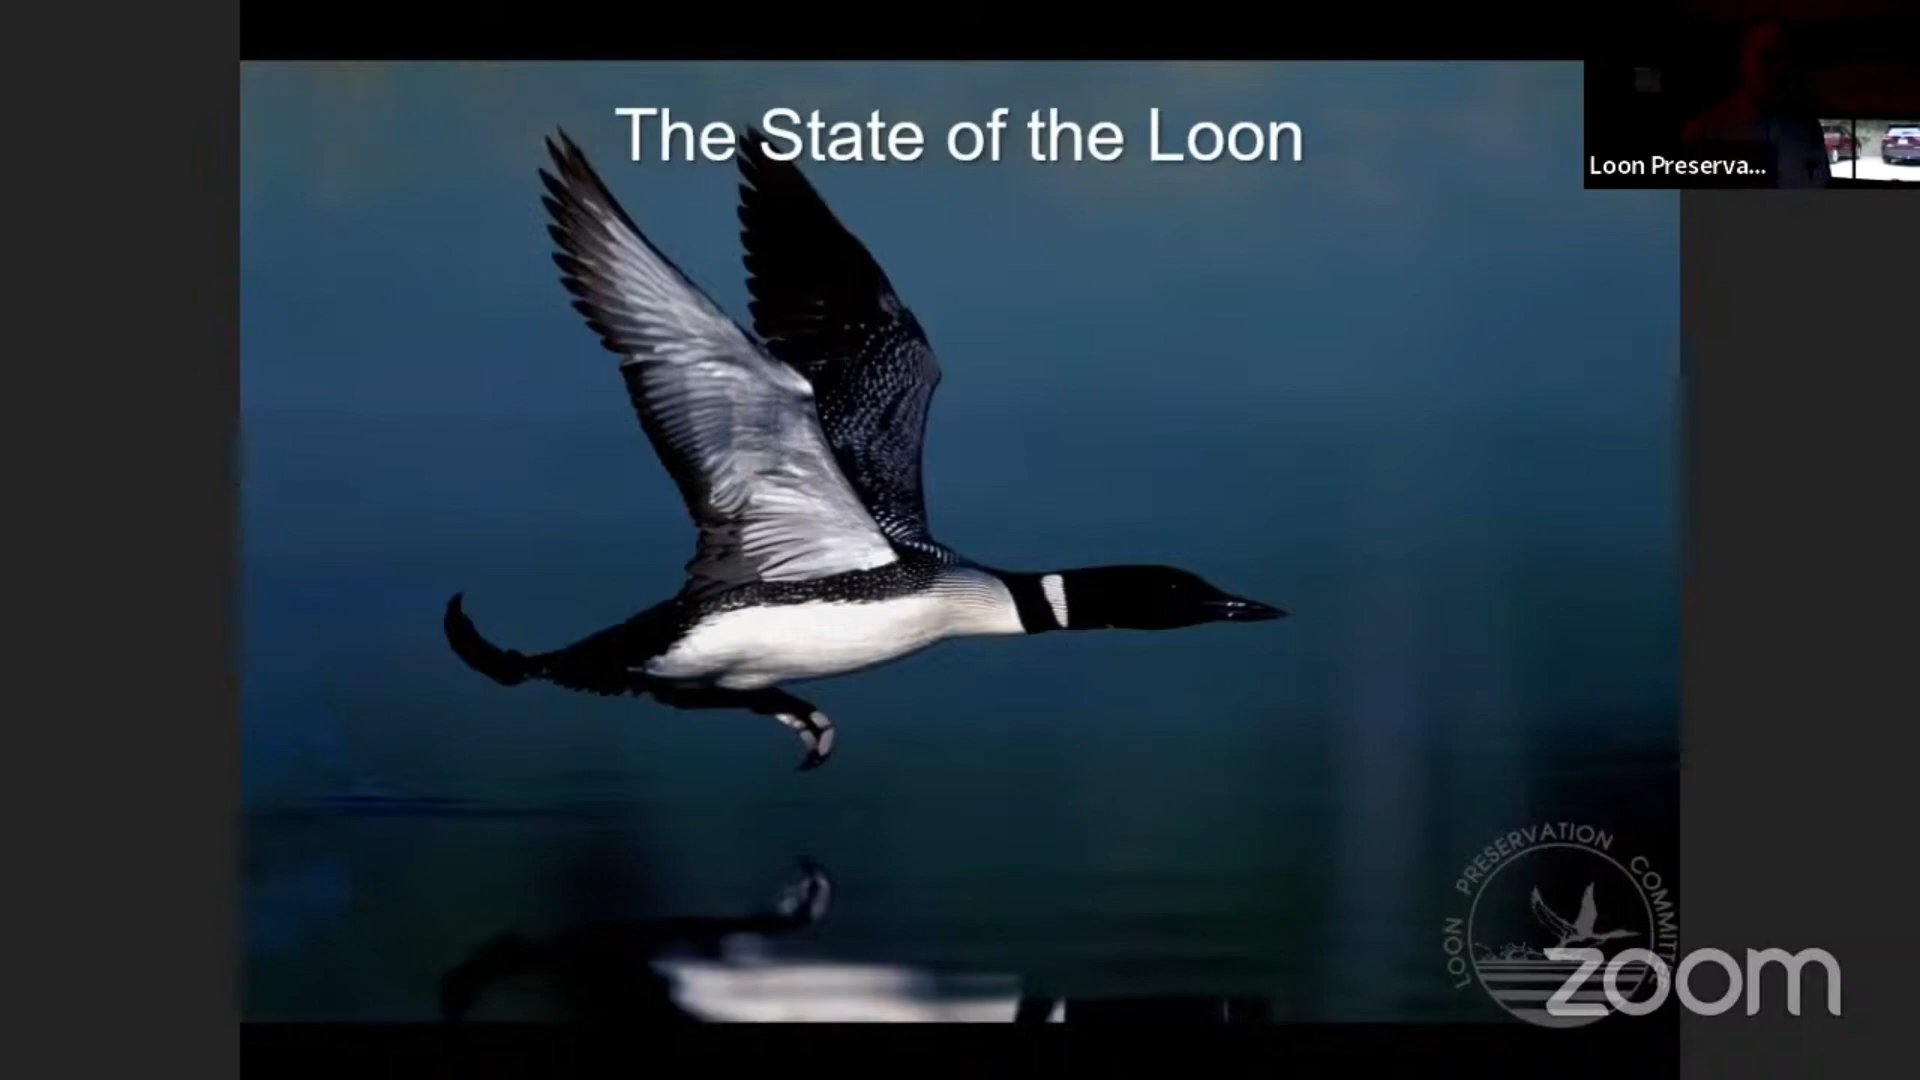 The State of the Loon
Loon Preserva...
LOON PRESERVATION COMMITTEE
zoom